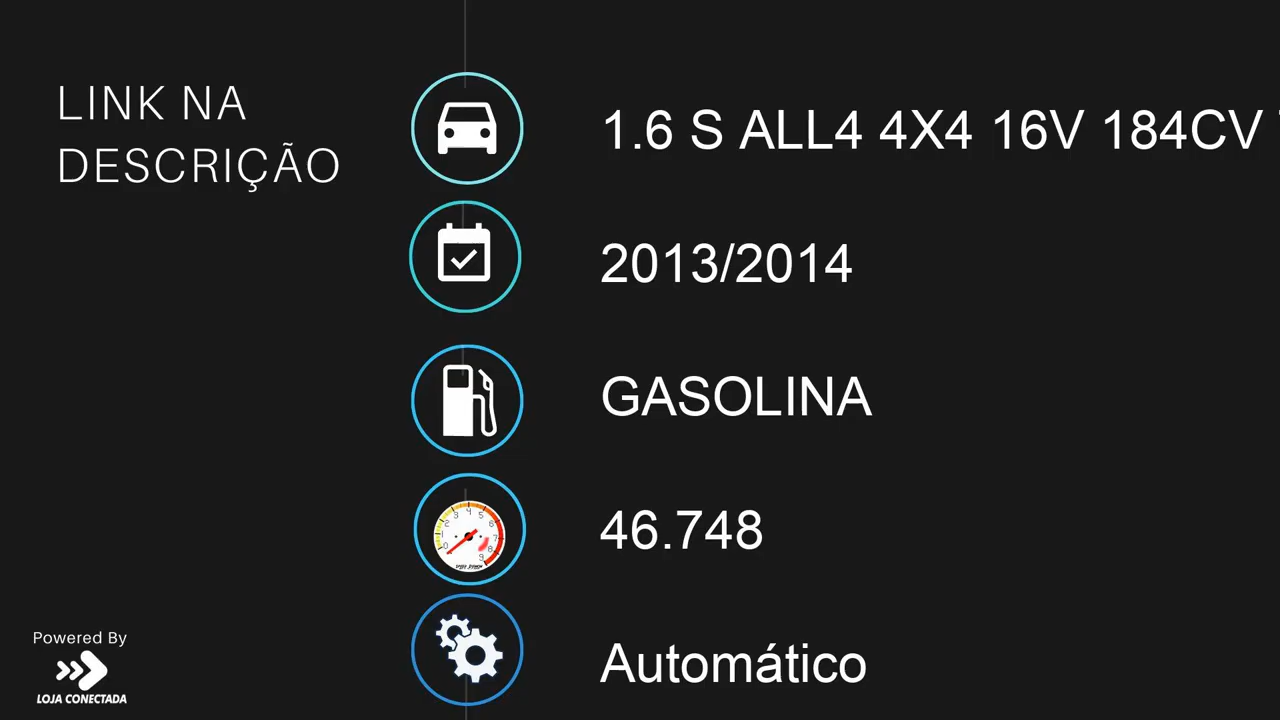 LINK NA
DESCRIÇÃO
1.6 S ALL4 4X4 16V 184CV
2013/2014
GASOLINA
46.748
Automático
Powered By
LOJA CONECTADA